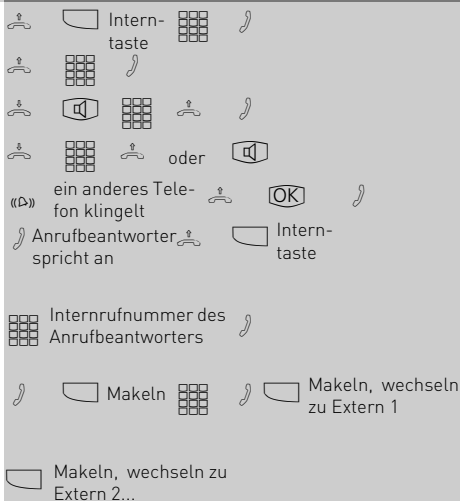 Intern-
taste
oder
ein anderes Tele-
fon klingelt
OK
Anrufbeantworter
spricht an
Intern-
taste
Internrufnummer des
Anrufbeantworters
Makeln
Makeln, wechseln
zu Extern 1
Makeln, wechseln zu
Extern 2...